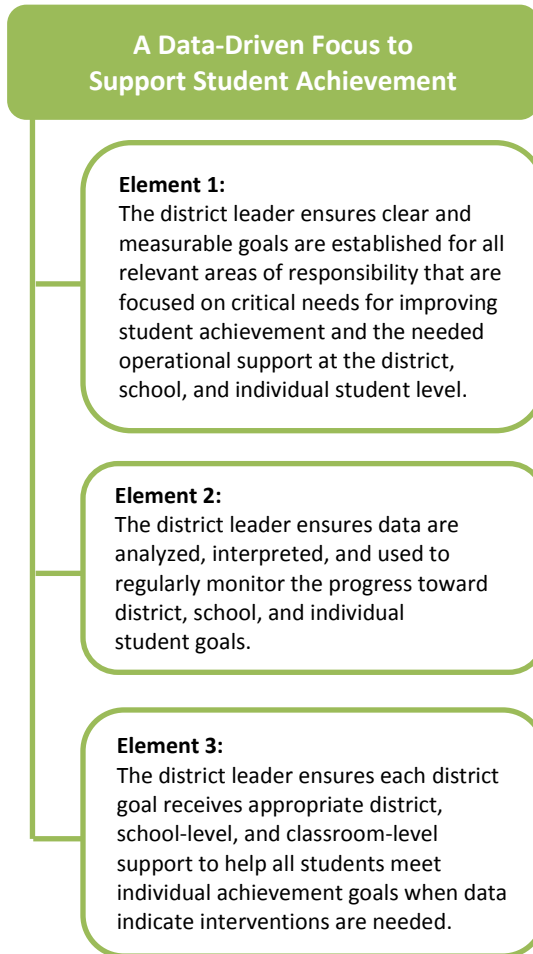 A Data-Driven Focus to
Support Student Achievement
Element 1:
The district leader ensures clear and
measurable goals are established for all
relevant areas of responsibility that are
focused on critical needs for improving
student achievement and the needed
operational support at the district,
school, and individual student level.
Element 2:
The district leader ensures data are
analyzed, interpreted, and used to
regularly monitor the progress toward
district, school, and individual
student goals.
Element 3:
The district leader ensures each district
goal receives appropriate district,
school-level, and classroom-level
support to help all students meet
individual achievement goals when data
indicate interventions are needed.